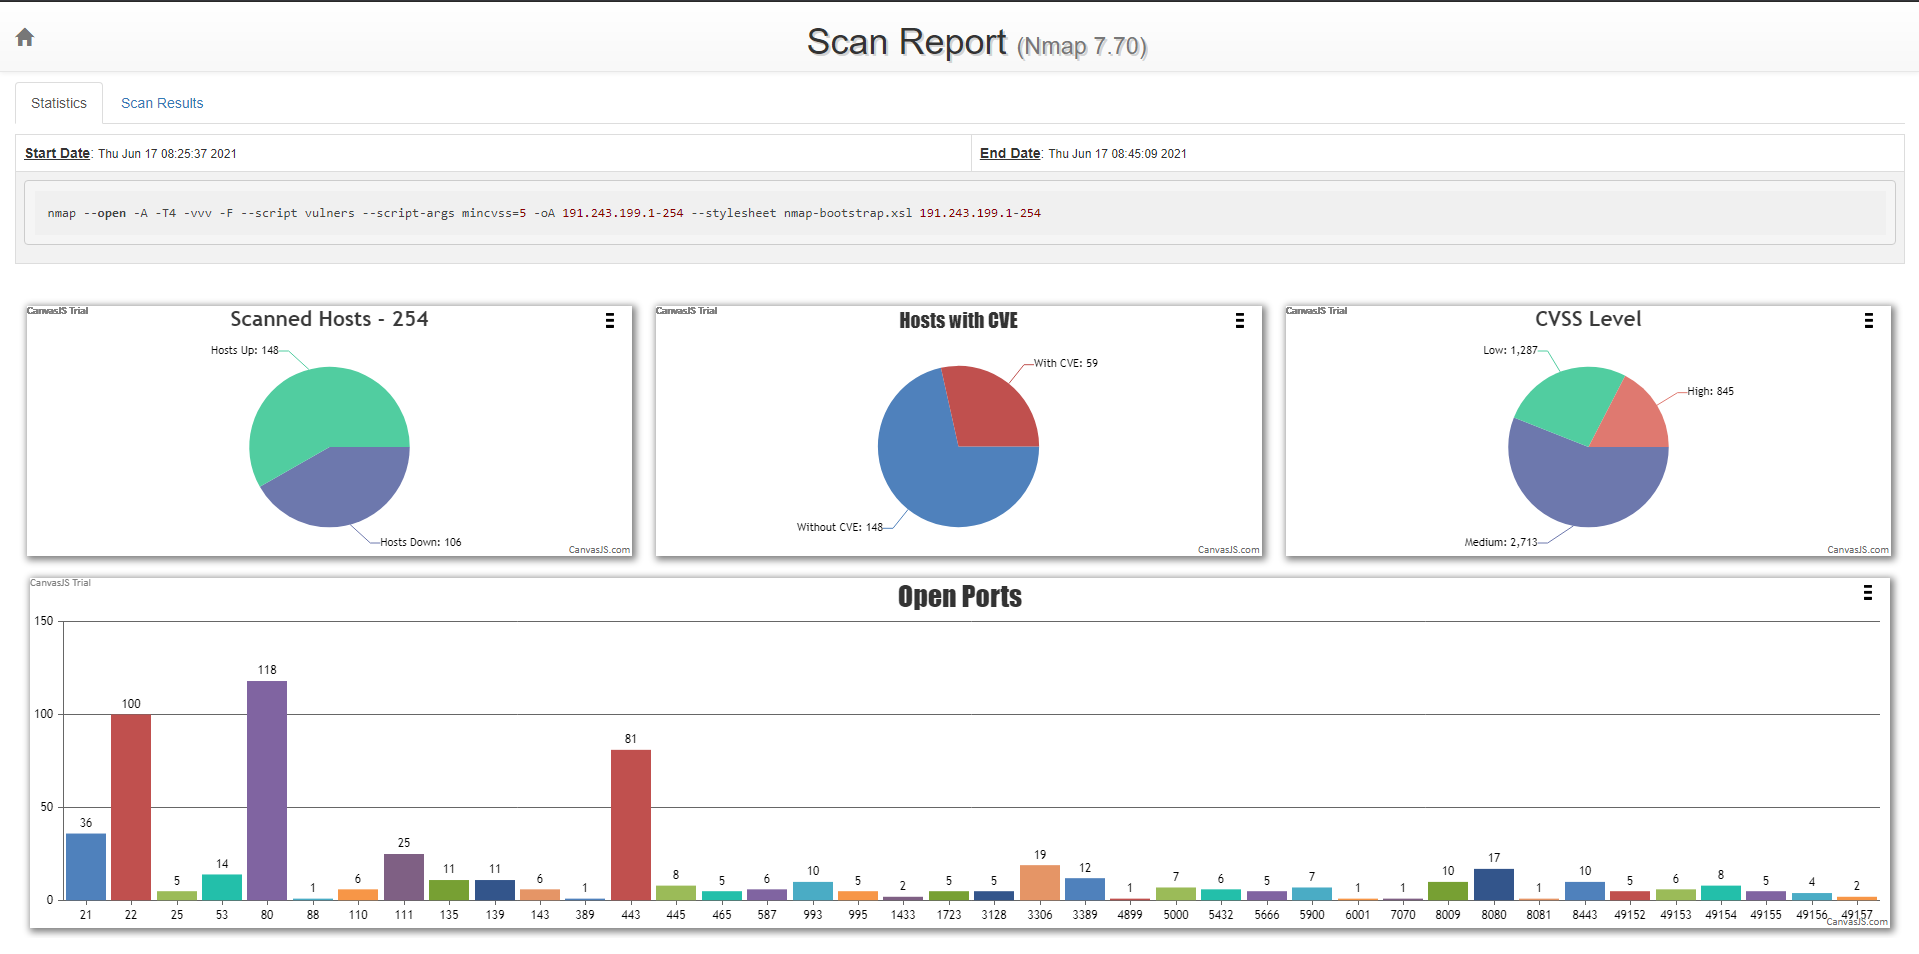 Scan Report (Nmap 7.70)
Statistics
Scan Results
Start Date: Thu Jun 17 08:25:37 2021
End Date: Thu Jun 17 08:45:09 2021
nmap --open -A -T4 -vvv -F --script vulners --script-args mincvss=5 -oA 191.243.199.1-254 --stylesheet nmap-bootstrap.xsl 191.243.199.1-254
CanvasJS Trial
Scanned Hosts - 254
Hosts Up: 148
Hosts Down: 106
CanvasJS.com
CanvasJS Trial
Hosts with CVE
With CVE: 59
Without CVE: 148
CanvasJS.com
CanvasJS Trial
CVSS Level
Low: 1,287
High: 845
Medium: 2,713
CanvasJS.com
CanvasJS Trial
Open Ports
150
100
50
0
36 100 5 14 118 1 6 25 11 11 6 1 81 8 5 6 10 5 2 5 5 19 12 1 7 6 5 7 1 1 10 17 1 10 5 6 8 5 4 2
21 22 25 53 80 88 110 111 135 139 143 389 443 445 465 587 993 995 1433 1723 3128 3306 3389 4899 5000 5432 5666 5900 6001 7070 8009 8080 8081 8443 49152 49153 49154 49155 49156 49157
CanvasJS.com